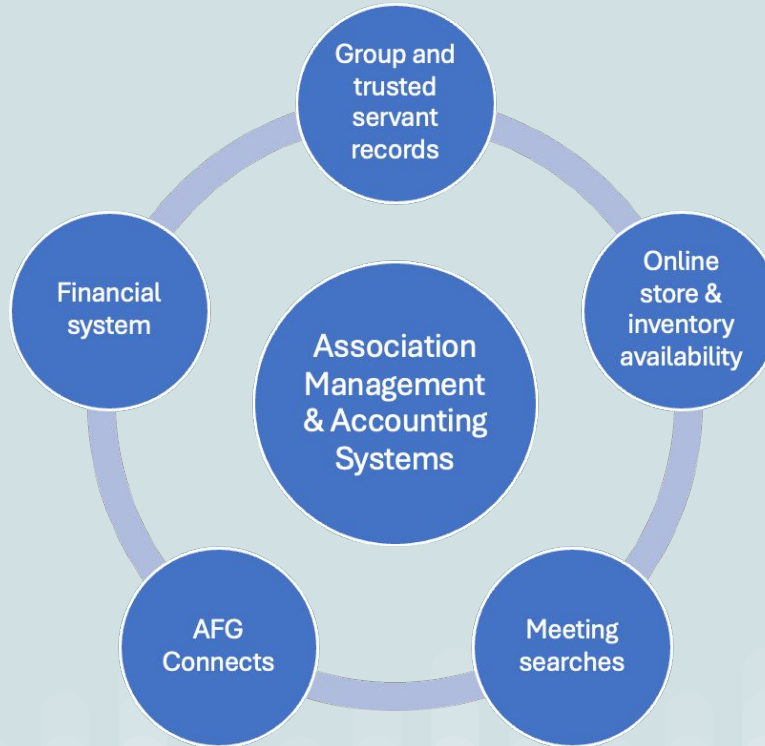 Group and
trusted
servant
records
Online
store &
inventory
availability
Meeting
searches
AFG
Connects
Financial
system
Association
Management
& Accounting
Systems